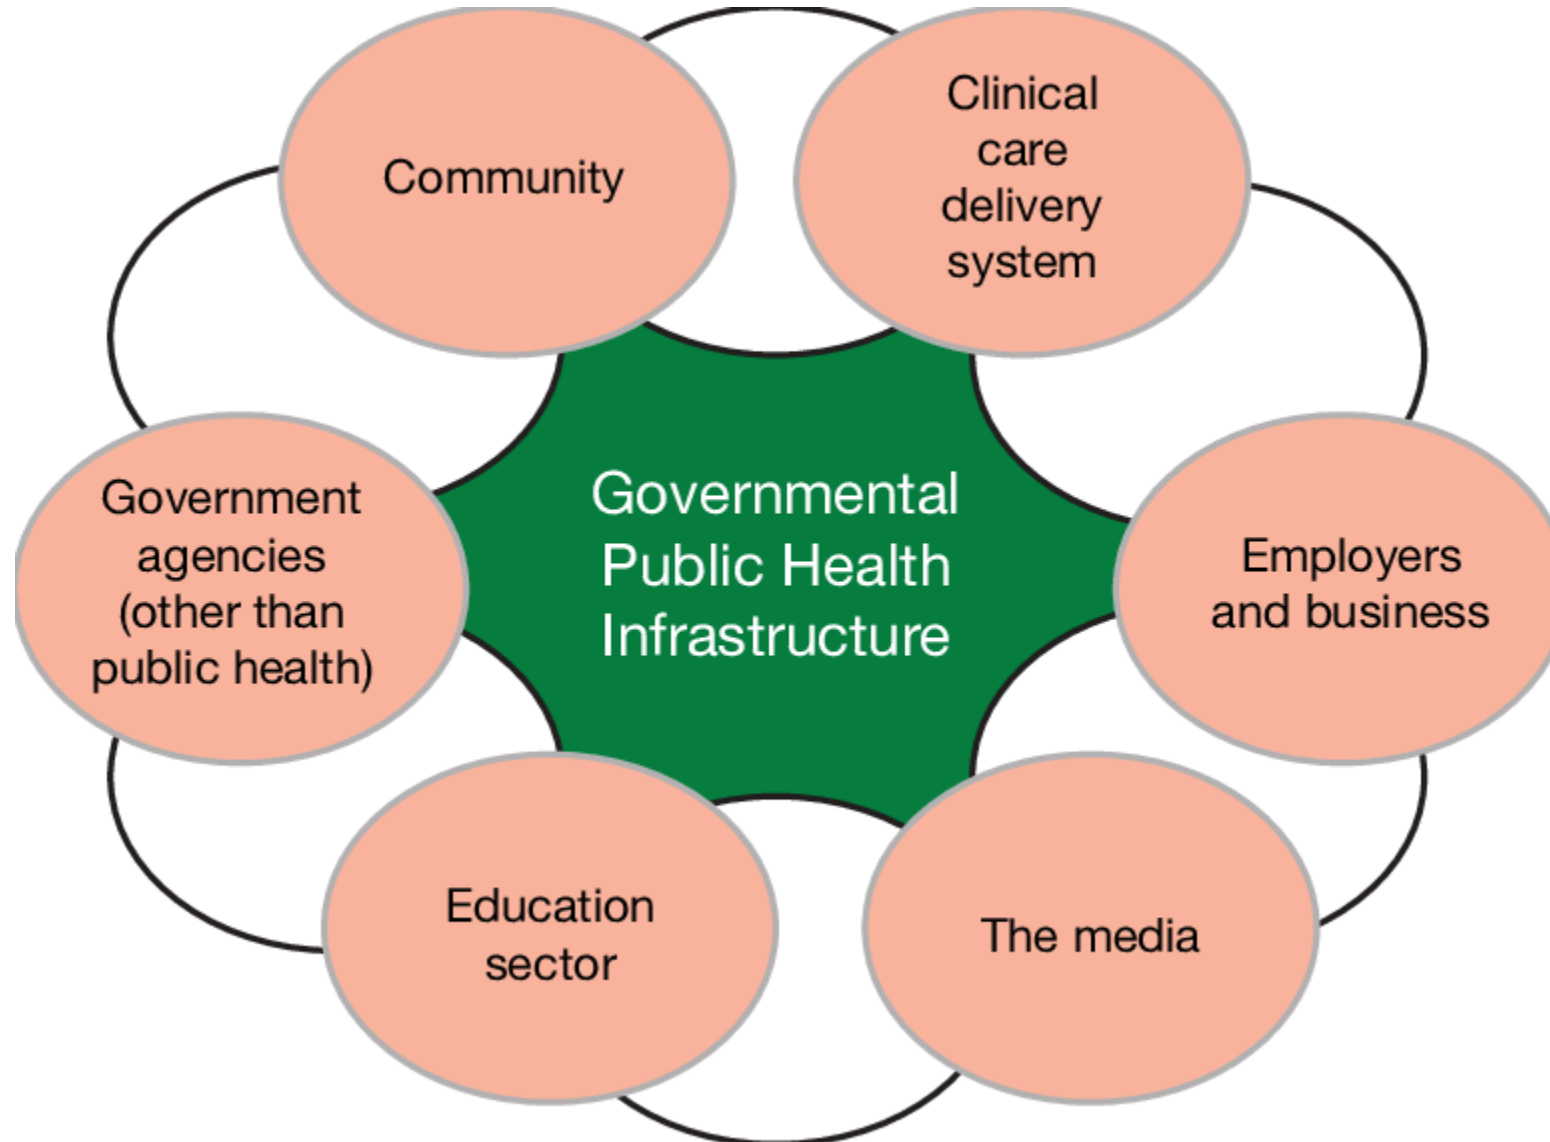 Community
Clinical
care
delivery
system
Government
agencies
(other than
public health)
Governmental
Public Health
Infrastructure
Employers
and business
Education
sector
The media